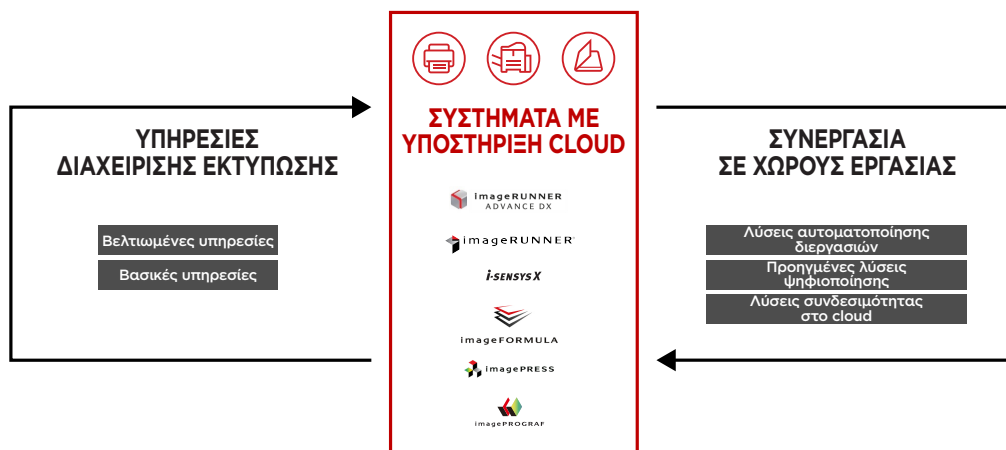 ΥΠΗΡΕΣΙΕΣ
ΔΙΑΧΕΙΡΙΣΗΣ ΕΚΤΥΠΩΣΗΣ
Βελτιωμένες υπηρεσίες
Βασικές υπηρεσίες
ΣΥΣΤΗΜΑΤΑ ΜΕ
ΥΠΟΣΤΗΡΙΞΗ CLOUD
imageRUNNER
ADVANCE DX
imageRUNNER
i-SENSYS X
imageFORMULA
imagePRESS
imagePROGRAF
ΣΥΝΕΡΓΑΣΙΑ
ΣΕ ΧΩΡΟΥΣ ΕΡΓΑΣΙΑΣ
Λύσεις αυτοματοποίησης
διεργασιών
Προηγμένες λύσεις
ψηφιοποίησης
Λύσεις συνδεσιμότητας
στο cloud